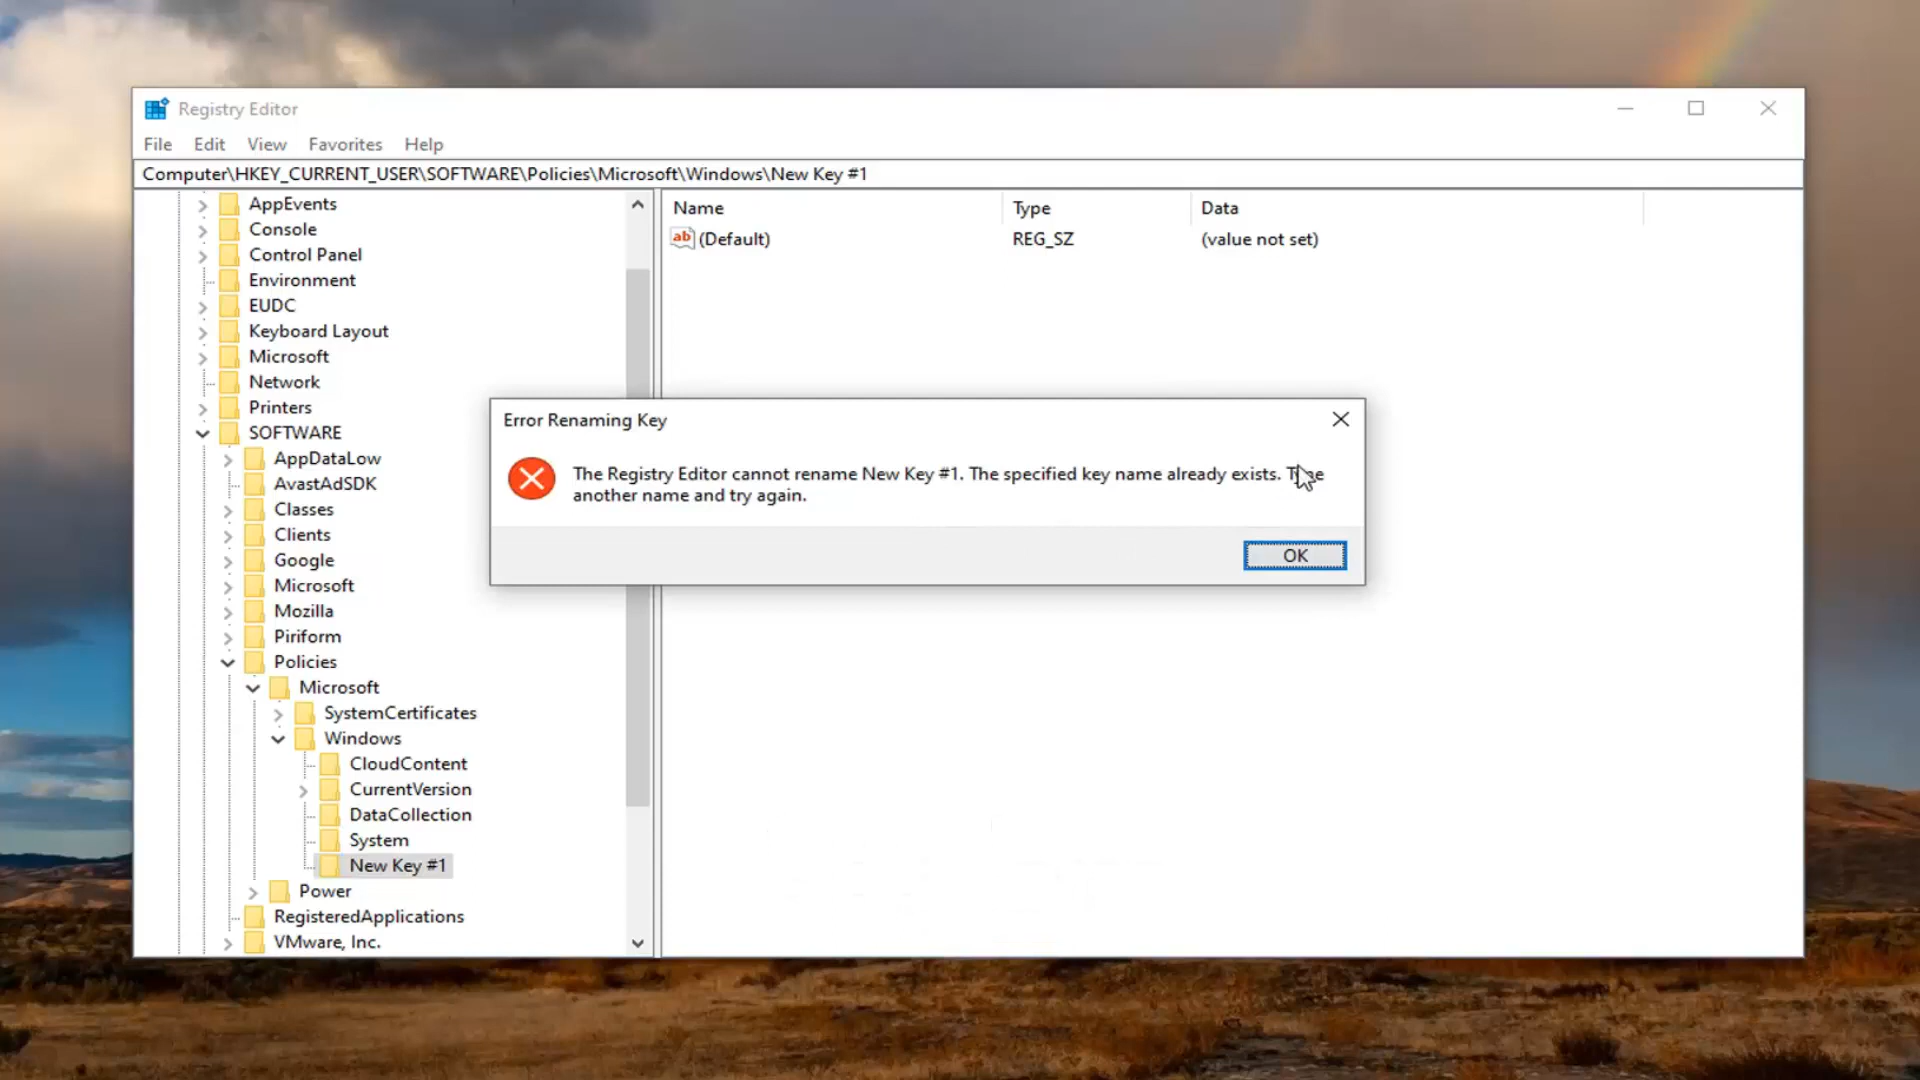 Registry Editor
File Edit View Favorites Help
Computer\HKEY_CURRENT_USER\SOFTWARE\Policies\Microsoft\Windows\New Key #1
AppEvents
Console
Control Panel
Environment
EUDC
Keyboard Layout
Microsoft
Network
Printers
SOFTWARE
AppDataLow
AvastAdSDK
Classes
Clients
Google
Microsoft
Mozilla
Piriform
Policies
Microsoft
SystemCertificates
Windows
CloudContent
CurrentVersion
DataCollection
System
New Key #1
Power
RegisteredApplications
VMware, Inc.
Name Type Data
ab (Default) REG_SZ (value not set)
Error Renaming Key
The Registry Editor cannot rename New Key #1. The specified key name already exists. Type
another name and try again.
OK